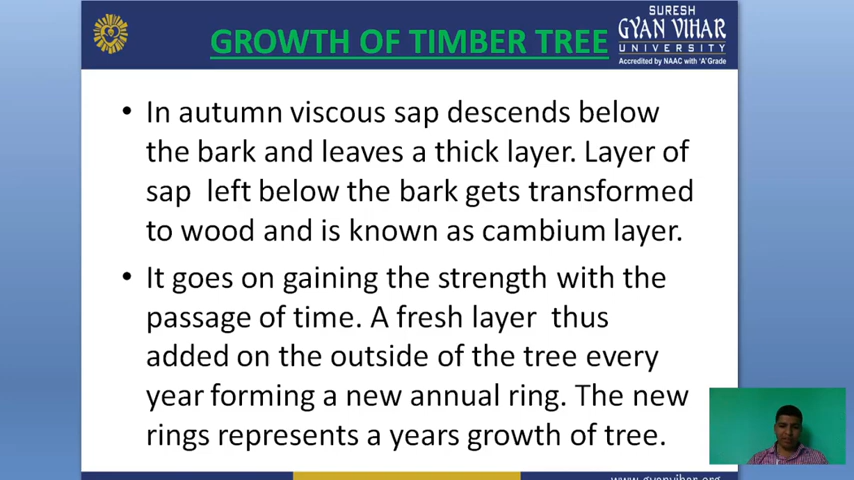 GROWTH OF TIMBER TREE
SURESH
GYAN VIHAR
UNIVERSITY
Accredited by NAAC with 'A' Grade
• In autumn viscous sap descends below
the bark and leaves a thick layer. Layer of
sap left below the bark gets transformed
to wood and is known as cambium layer.
• It goes on gaining the strength with the
passage of time. A fresh layer thus
added on the outside of the tree every
year forming a new annual ring. The new
rings represents a years growth of tree.
www.gyanvihar.org